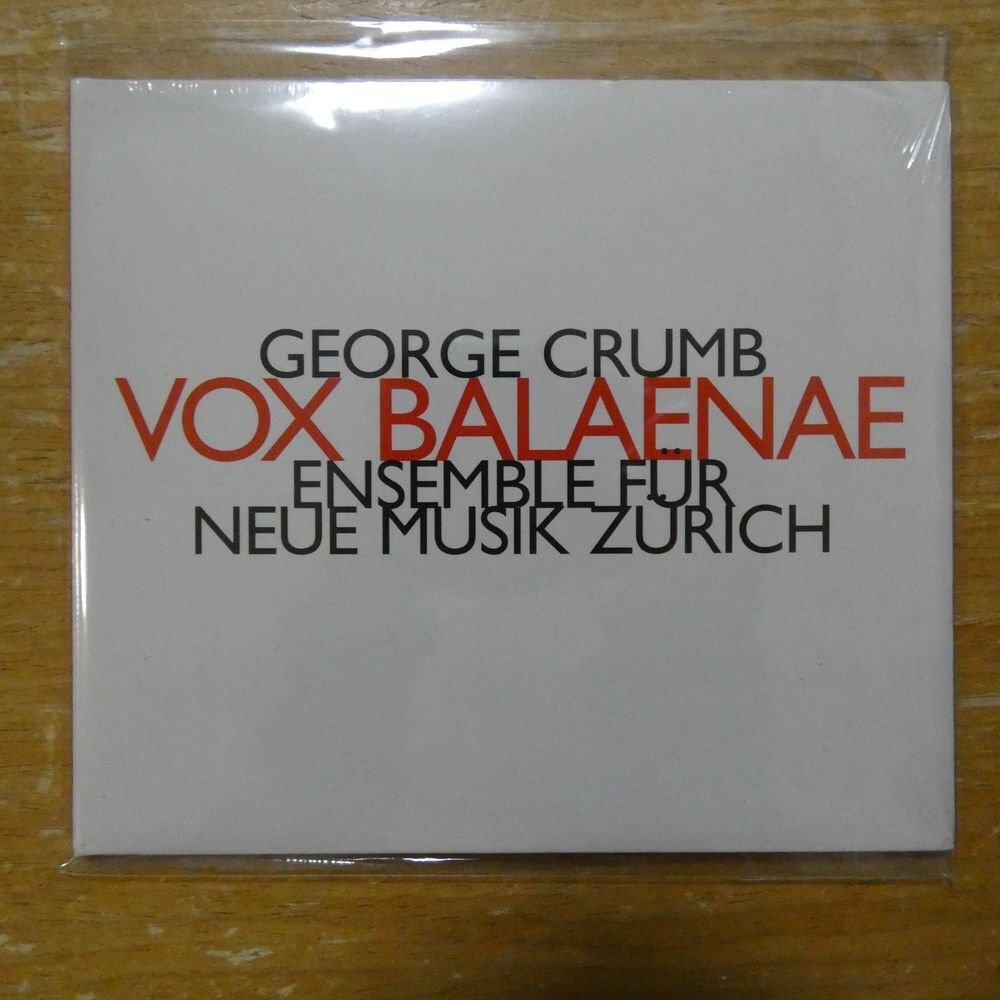 GEORGE CRUMB
VOX BALAENAE
ENSEMBLE FÜR
NEUE MUSIK ZÜRICH